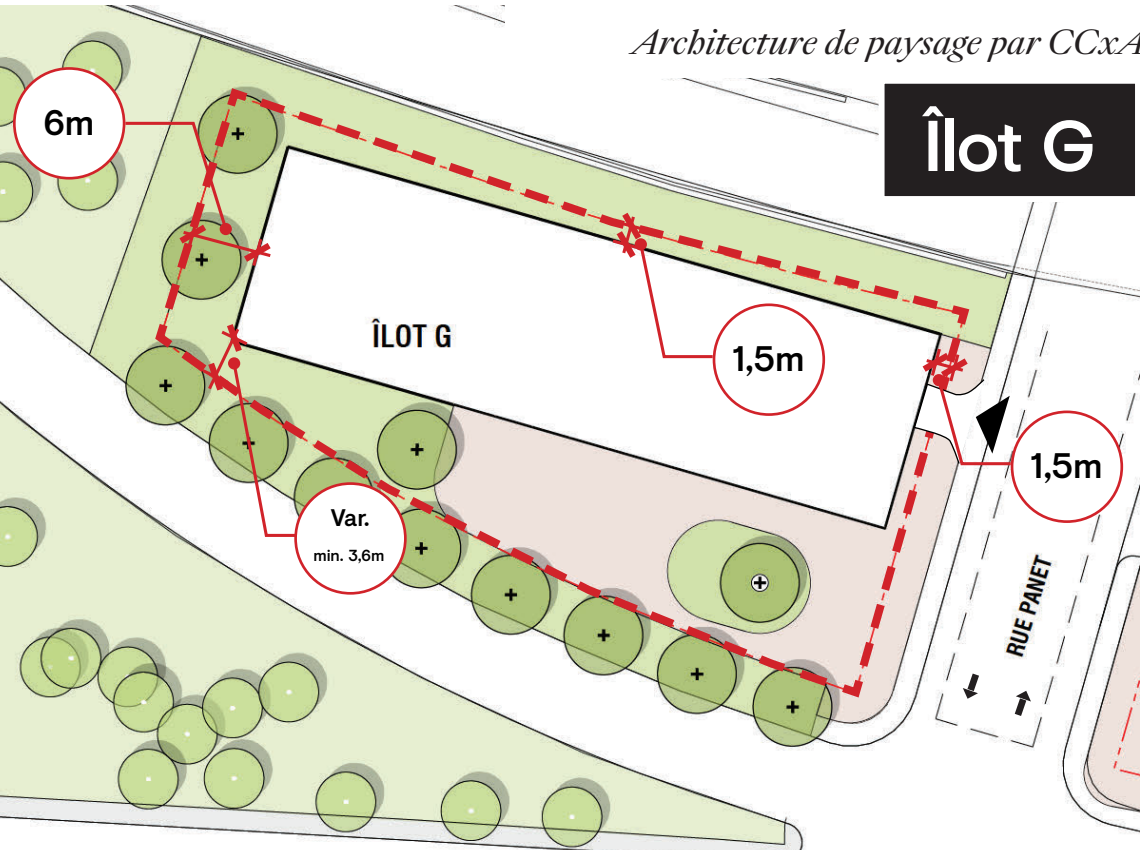 Architecture de paysage par CCxA
Îlot G
6m
ÎLOT G
1,5m
1,5m
Var.
min. 3,6m
RUE PANET